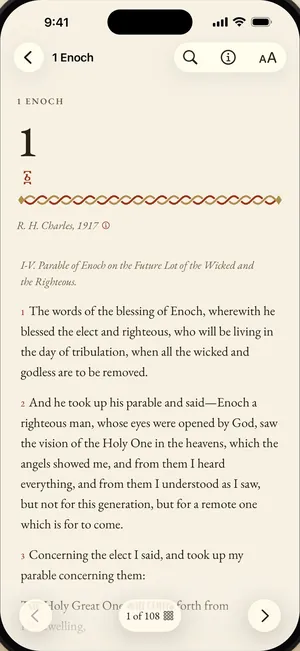 9:41
1 Enoch
AA
1 ENOCH
1
፩
R. H. Charles, 1917
I-V. Parable of Enoch on the Future Lot of the Wicked and
the Righteous.
1 The words of the blessing of Enoch, wherewith he
blessed the elect and righteous, who will be living in
the day of tribulation, when all the wicked and
godless are to be removed.
2 And he took up his parable and said—Enoch a
righteous man, whose eyes were opened by God, saw
the vision of the Holy One in the heavens, which the
angels showed me, and from them I heard
everything, and from them I understood as I saw,
but not for this generation, but for a remote one
which is for to come.
3 Concerning the elect I said, and took up my
parable concerning them:
Holy Great One forth from
1 of 108